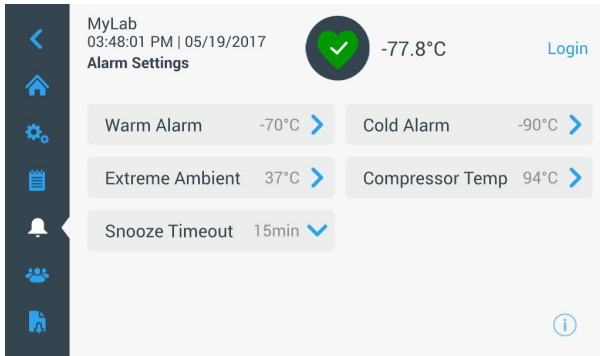 MyLab
03:48:01 PM | 05/19/2017
Alarm Settings
-77.8°C
Login
Warm Alarm -70°C
Cold Alarm -90°C
Extreme Ambient 37°C
Compressor Temp 94°C
Snooze Timeout 15min